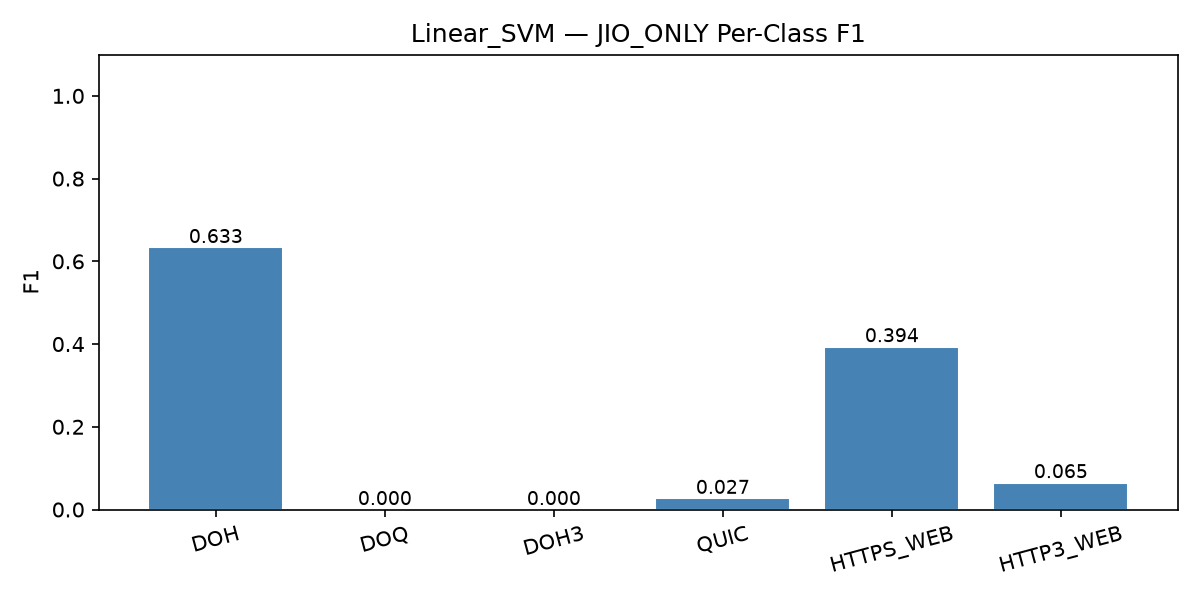 Linear_SVM — JIO_ONLY Per-Class F1
F1
1.0
0.8
0.6
0.4
0.2
0.0
0.633
0.000
0.000
0.027
0.394
0.065
DOH
DOQ
DOH3
QUIC
HTTPS_WEB
HTTP3_WEB